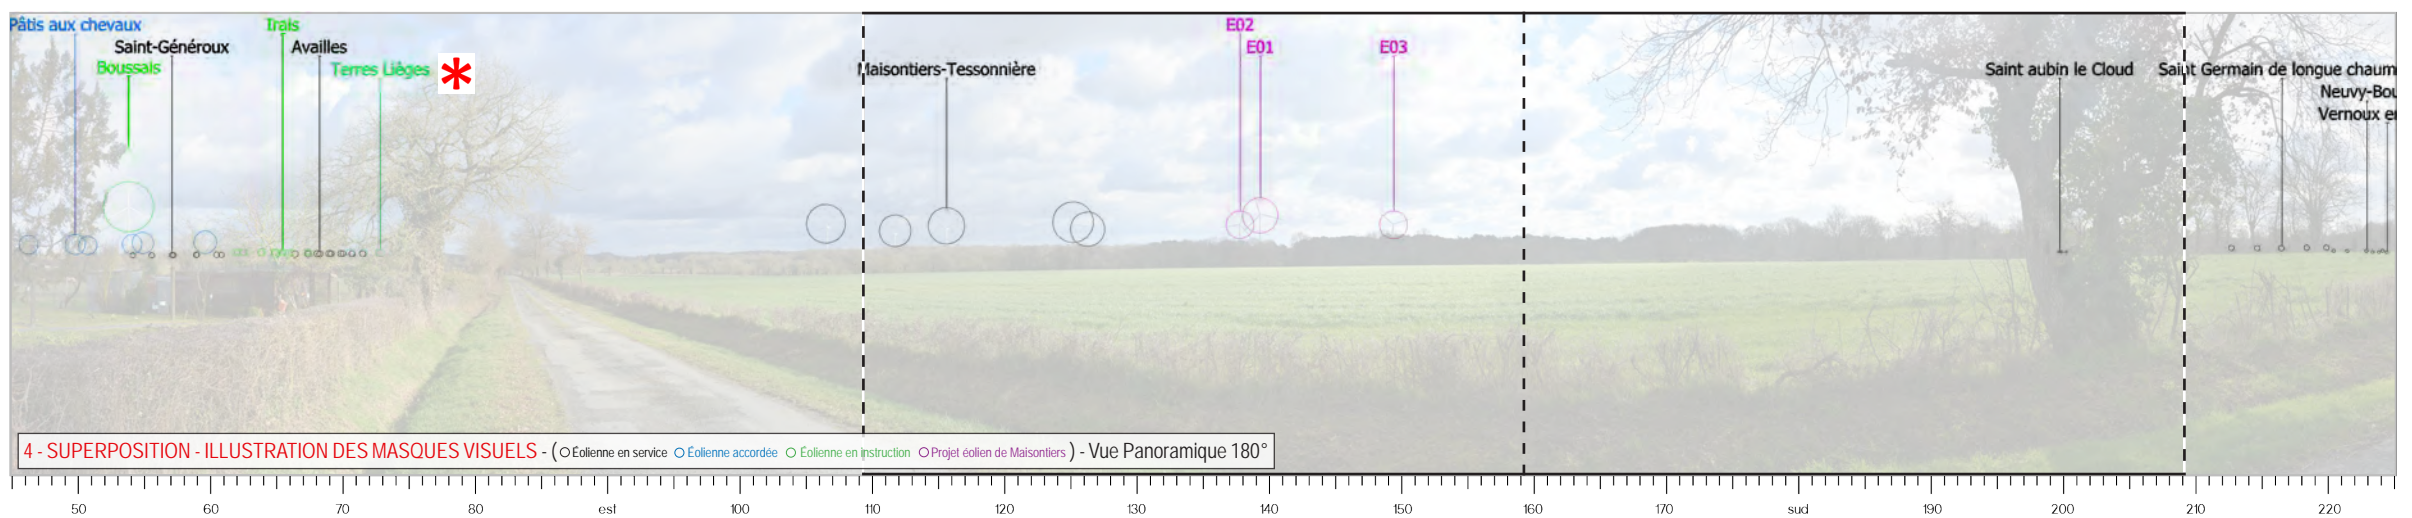 Pâtis aux chevaux
Trais
E02
Saint-Généroux
Availles
E01
E03
Boussais
Terres Lièges *
Maisontiers-Tessonnière
Saint aubin le Cloud
Saint Germain de longue chaum
Neuvy-Bou
Vernoux en
4 - SUPERPOSITION - ILLUSTRATION DES MASQUES VISUELS - ( Éolienne en service Éolienne accordée Éolienne en instruction Projet éolien de Maisontiers ) - Vue Panoramique 180°
50 60 70 80 est 100 110 120 130 140 150 160 170 sud 190 200 210 220